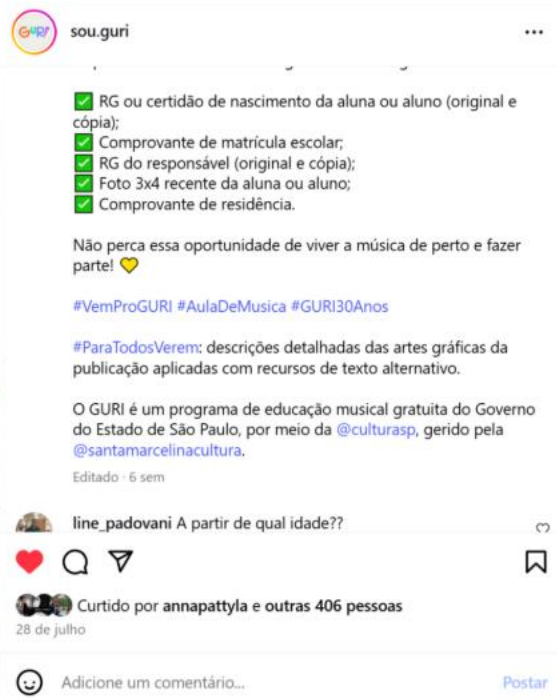 GURI
sou.guri
✅ RG ou certidão de nascimento da aluna ou aluno (original e
cópia);
✅ Comprovante de matrícula escolar;
✅ RG do responsável (original e cópia);
✅ Foto 3x4 recente da aluna ou aluno;
✅ Comprovante de residência.
Não perca essa oportunidade de viver a música de perto e fazer
parte! 💛
#VemProGURI #AulaDeMusica #GURI30Anos
#ParaTodosVerem: descrições detalhadas das artes gráficas da
publicação aplicadas com recursos de texto alternativo.
O GURI é um programa de educação musical gratuita do Governo
do Estado de São Paulo, por meio da @culturasp, gerido pela
@santamarcelinacultura.
Editado · 6 sem
line_padovani A partir de qual idade??
Curtido por annapattyla e outras 406 pessoas
28 de julho
Adicione um comentário...
Postar